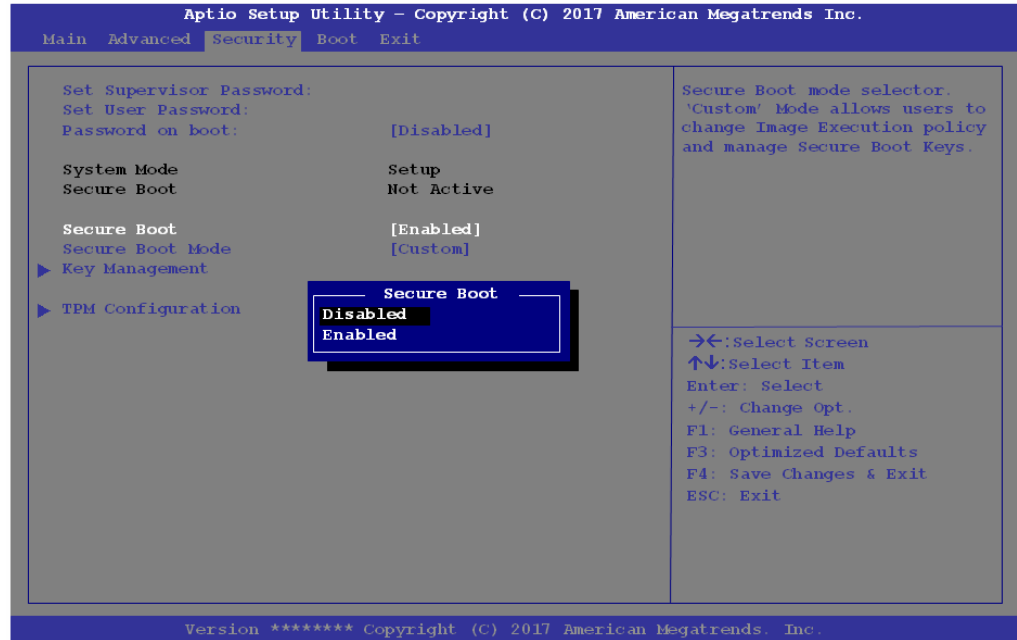 Aptio Setup Utility – Copyright (C) 2017 American Megatrends Inc.
Main Advanced Security Boot Exit
Set Supervisor Password:
Set User Password:
Password on boot: [Disabled]
System Mode Setup
Secure Boot Not Active
Secure Boot [Enabled]
Secure Boot Mode [Custom]
Key Management
TPM Configuration
Secure Boot
Disabled
Enabled
Secure Boot mode selector.
'Custom' Mode allows users to
change Image Execution policy
and manage Secure Boot Keys.
→←:Select Screen
↑↓:Select Item
Enter: Select
+/-: Change Opt.
F1: General Help
F3: Optimized Defaults
F4: Save Changes & Exit
ESC: Exit
Version ******** Copyright (C) 2017 American Megatrends. Inc.